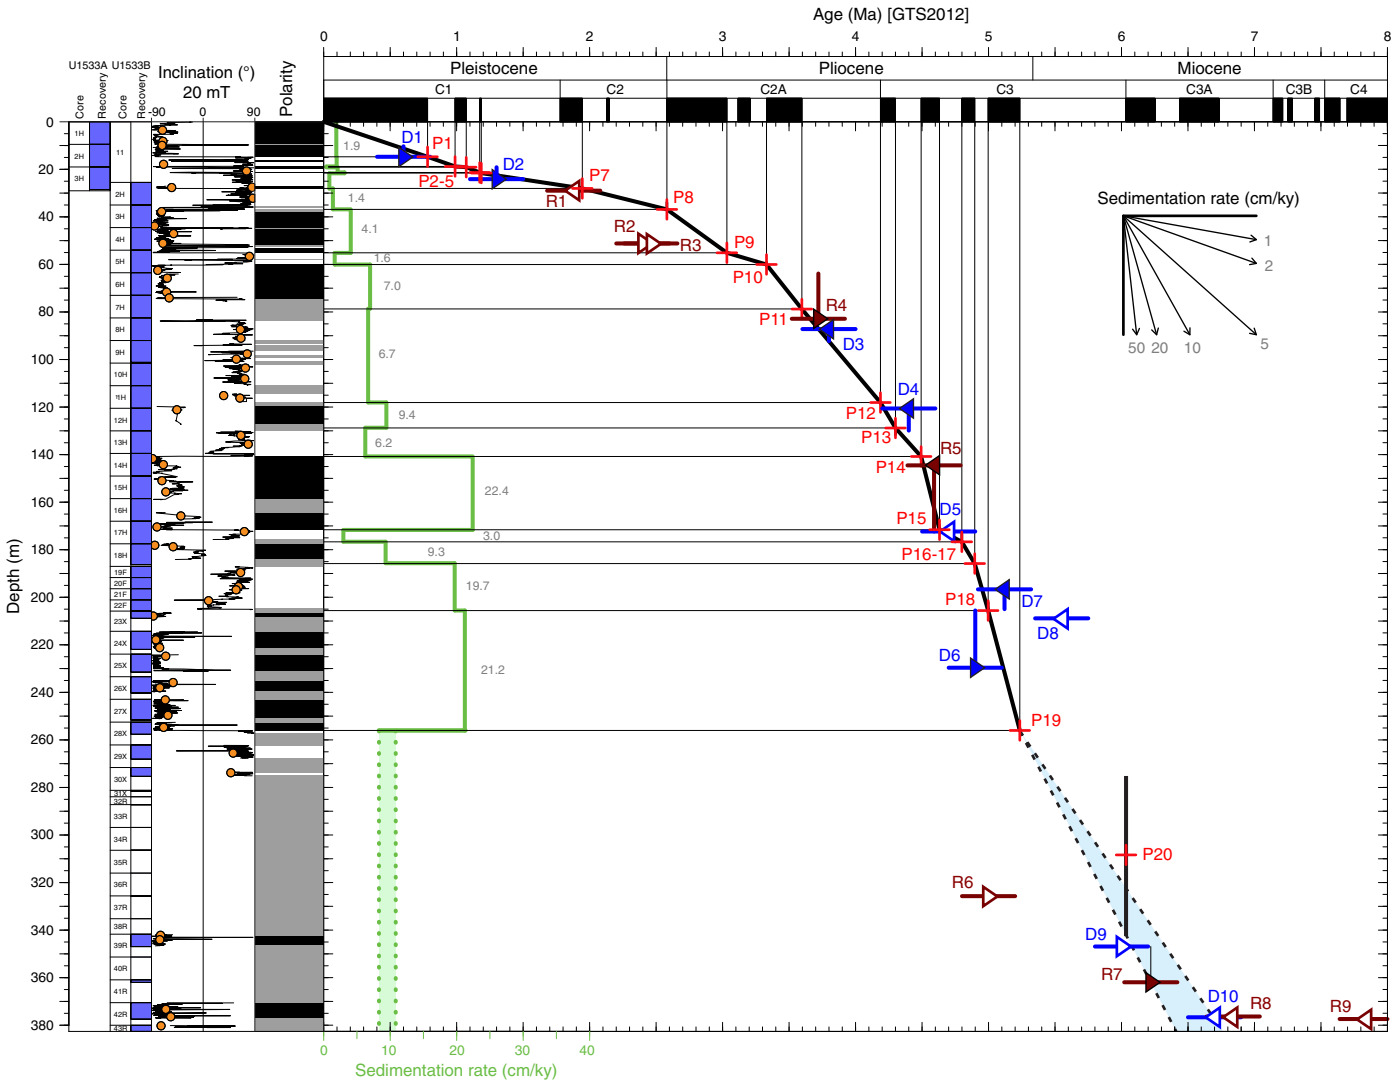 Age (Ma) [GTS2012]
0 1 2 3 4 5 6 7 8
U1533A U1533B
Core Recovery Core Recovery
Inclination (°)
20 mT
-90 0 90
Polarity
Pleistocene Pliocene Miocene
C1 C2 C2A C3 C3A C3B C4
Depth (m)
0
20
40
60
80
100
120
140
160
180
200
220
240
260
280
300
320
340
360
380
1H
2H
3H
11
2H
3H
4H
5H
6H
7H
8H
9H
10H
11H
12H
13H
14H
15H
16H
17H
18H
19F
20F
21F
22F
23X
24X
25X
26X
27X
28X
29X
30X
31X
32R
33R
34R
35R
36R
37R
38R
39R
40R
41R
42R
43R
1.9
1.4
4.1
1.6
7.0
6.7
9.4
6.2
22.4
3.0
9.3
19.7
21.2
D1 P1
P2-5 D2
R1 P7
P8
R2 R3
P9
P10
P11 R4
D3
D4
P12
P13
P14 R5
P15 D5
P16-17
P18 D7
D8
D6
P19
P20
R6
D9
R7
D10 R8 R9
Sedimentation rate (cm/ky)
1
2
5
10
20
50
0 10 20 30 40
Sedimentation rate (cm/ky)